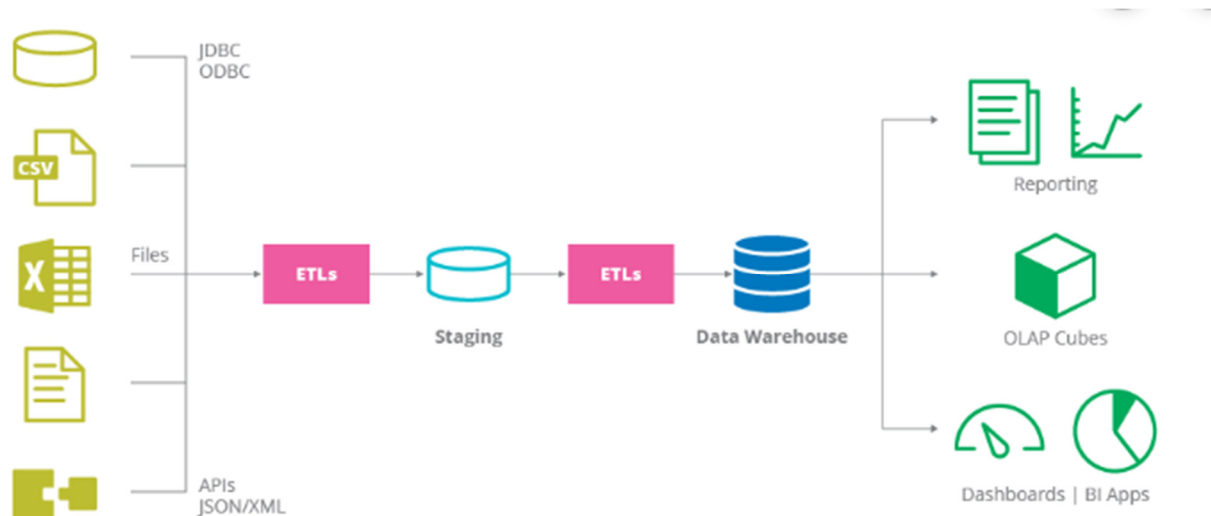 JDBC
ODBC
CSV
Files
X
ETLs
Staging
ETLs
Data Warehouse
APIs
JSON/XML
Reporting
OLAP Cubes
Dashboards | BI Apps